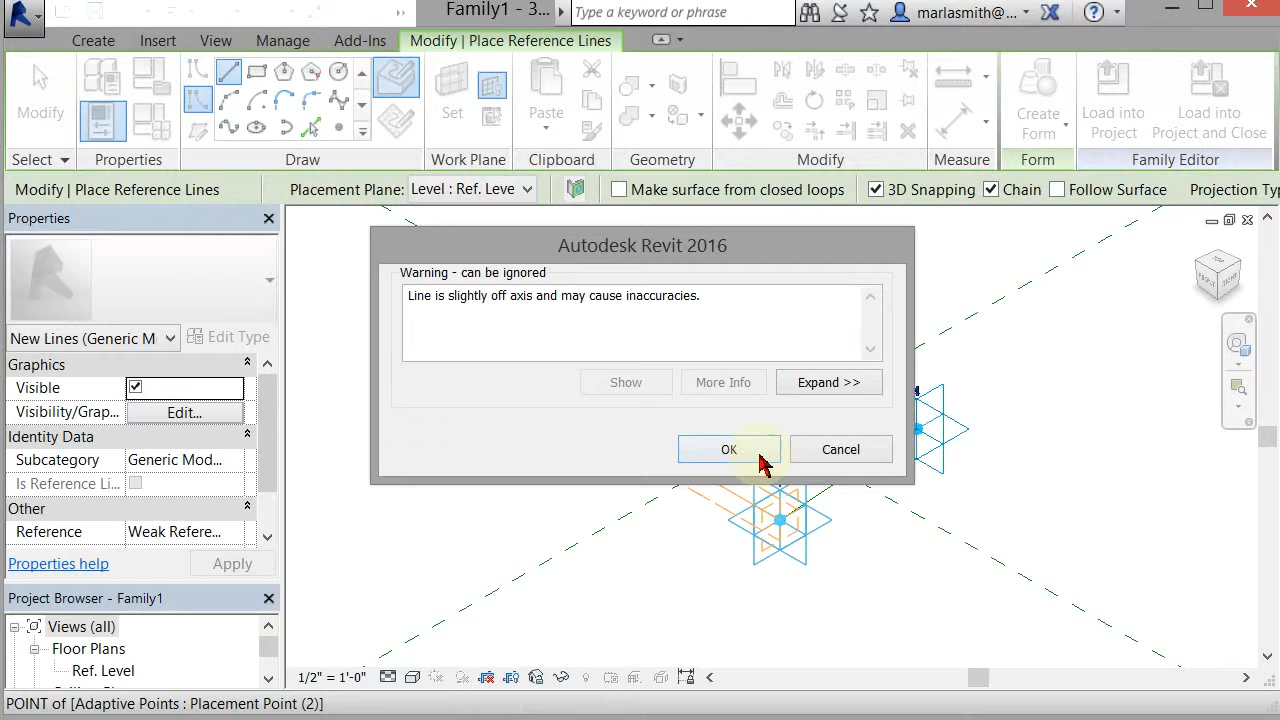 Family1 - 3...
Type a keyword or phrase
marlasmith@...
Create
Insert
View
Manage
Add-Ins
Modify | Place Reference Lines
Modify
Set
Paste
Create
Form
Load into
Project
Load into
Project and Close
Select
Properties
Draw
Work Plane
Clipboard
Geometry
Modify
Measure
Form
Family Editor
Modify | Place Reference Lines
Placement Plane:
Level : Ref. Leve
Make surface from closed loops
3D Snapping
Chain
Follow Surface
Projection Ty
Properties
New Lines (Generic M
Edit Type
Graphics
Visible
Visibility/Grap...
Edit...
Identity Data
Subcategory
Generic Mod...
Is Reference Li...
Other
Reference
Weak Refere...
Properties help
Apply
Project Browser - Family1
Views (all)
Floor Plans
Ref. Level
Autodesk Revit 2016
Warning - can be ignored
Line is slightly off axis and may cause inaccuracies.
Show
More Info
Expand >>
OK
Cancel
1/2" = 1'-0"
POINT of [Adaptive Points : Placement Point (2)]